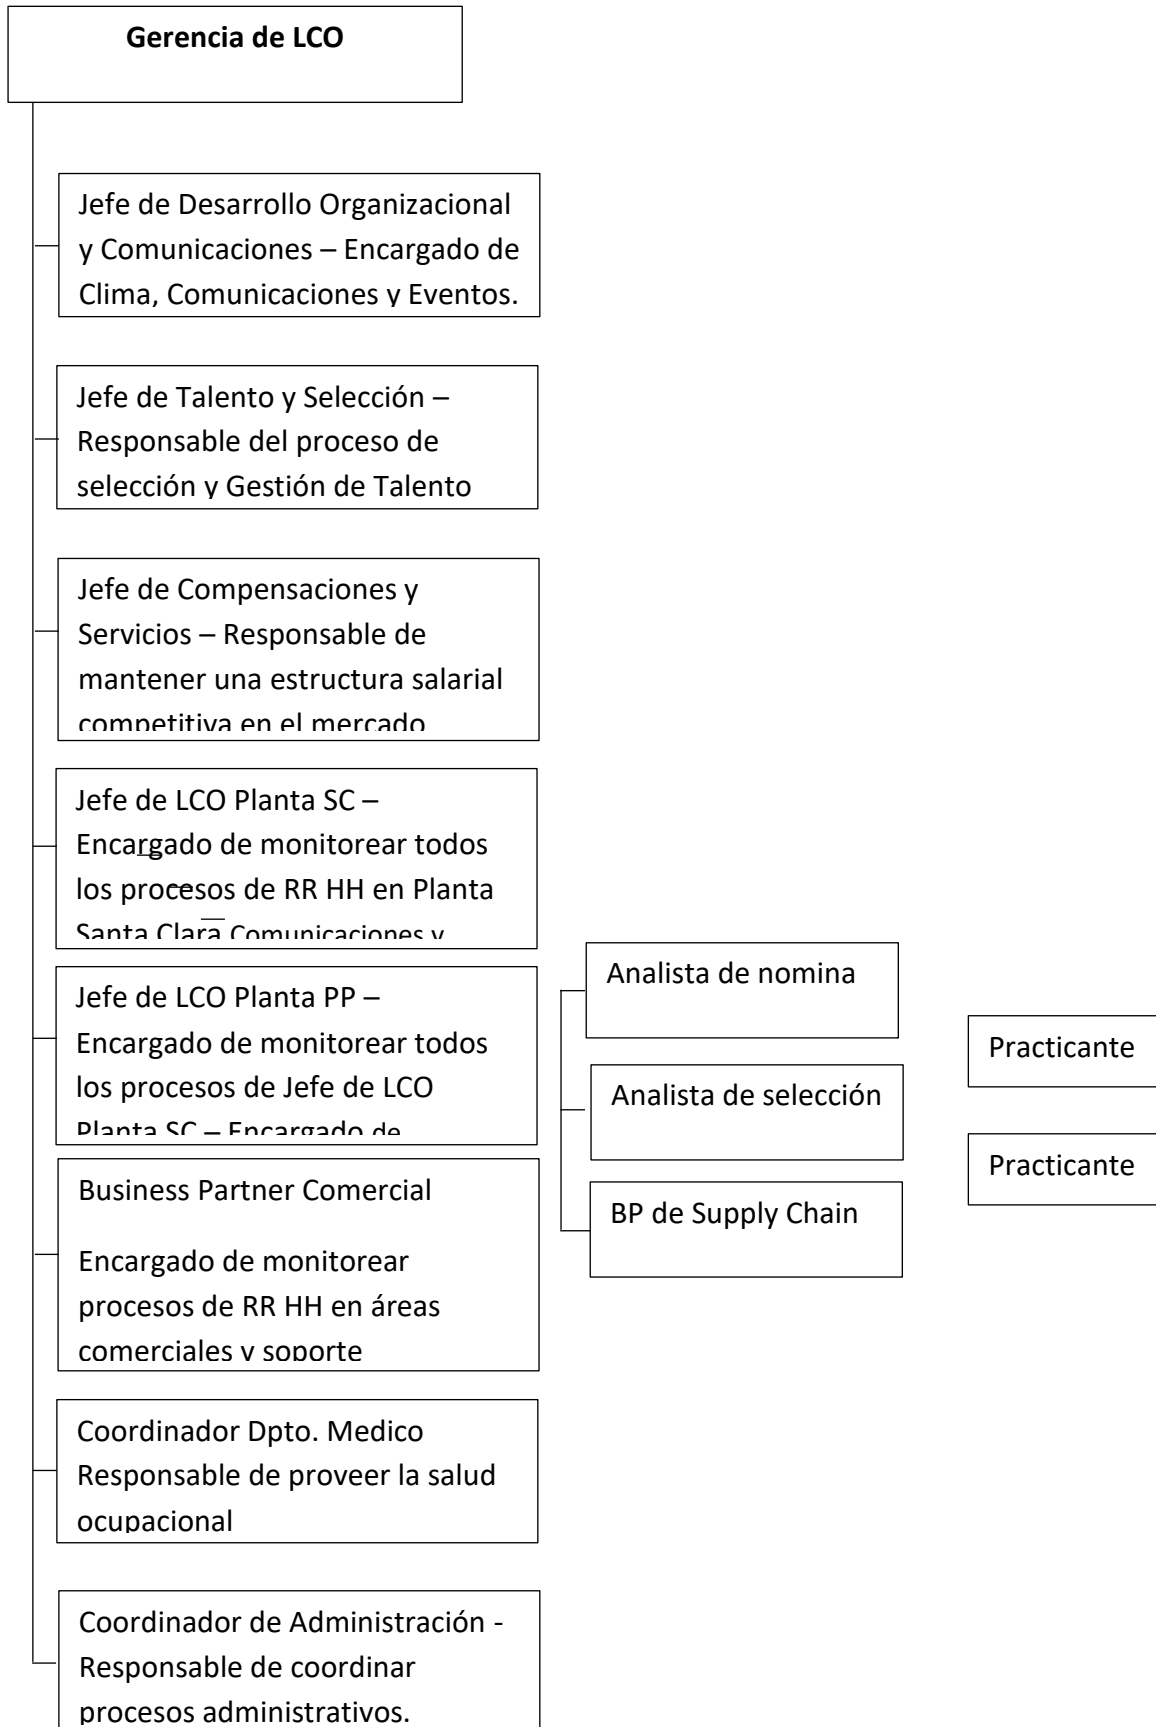 Gerencia de LCO
Jefe de Desarrollo Organizacional
y Comunicaciones – Encargado de
Clima, Comunicaciones y Eventos.
Jefe de Talento y Selección –
Responsable del proceso de
selección y Gestión de Talento
Jefe de Compensaciones y
Servicios – Responsable de
mantener una estructura salarial
competitiva en el mercado
Jefe de LCO Planta SC –
Encargado de monitorear todos
los procesos de RR HH en Planta
Santa Clara Comunicaciones y
Jefe de LCO Planta PP –
Encargado de monitorear todos
los procesos de Jefe de LCO
Planta SC – Encargado de
Business Partner Comercial
Encargado de monitorear
procesos de RR HH en áreas
comerciales y soporte
Coordinador Dpto. Medico
Responsable de proveer la salud
ocupacional
Coordinador de Administración -
Responsable de coordinar
procesos administrativos.
Analista de nomina
Analista de selección
BP de Supply Chain
Practicante
Practicante